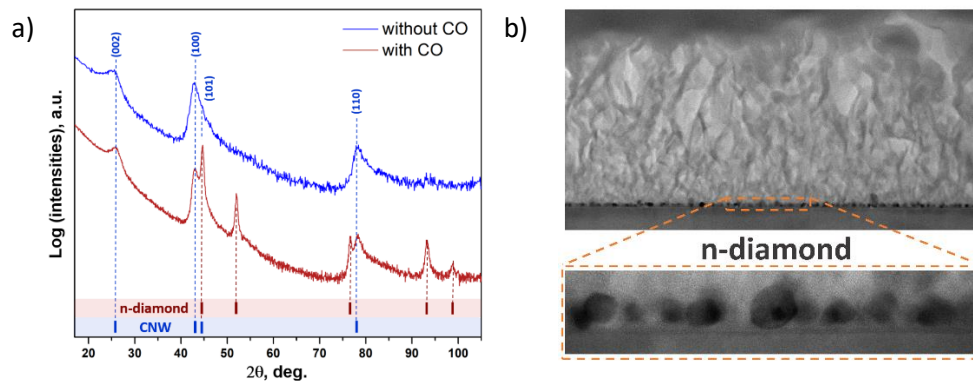 a)
without CO
with CO
(002)
(100)
(101)
(110)
Log (intensities), a.u.
n-diamond
CNW
20 30 40 50 60 70 80 90 100
2θ, deg.
b)
n-diamond